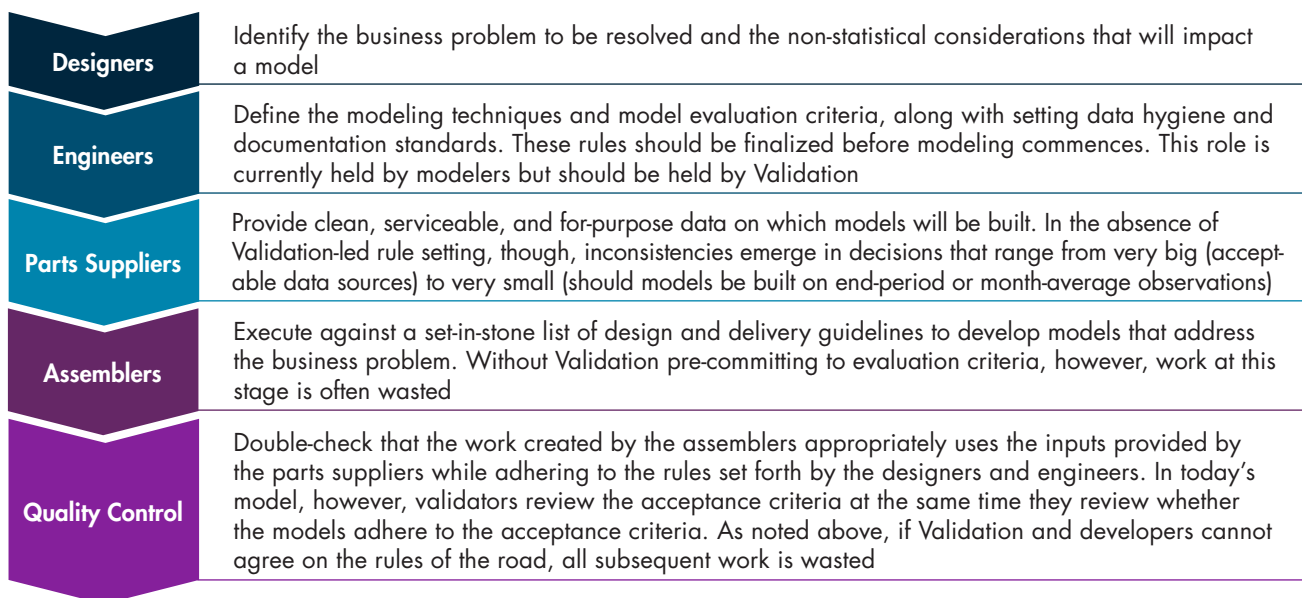 Designers
Identify the business problem to be resolved and the non-statistical considerations that will impact
a model
Engineers
Define the modeling techniques and model evaluation criteria, along with setting data hygiene and
documentation standards. These rules should be finalized before modeling commences. This role is
currently held by modelers but should be held by Validation
Parts Suppliers
Provide clean, serviceable, and for-purpose data on which models will be built. In the absence of
Validation-led rule setting, though, inconsistencies emerge in decisions that range from very big (accept-
able data sources) to very small (should models be built on end-period or month-average observations)
Assemblers
Execute against a set-in-stone list of design and delivery guidelines to develop models that address
the business problem. Without Validation pre-committing to evaluation criteria, however, work at this
stage is often wasted
Quality Control
Double-check that the work created by the assemblers appropriately uses the inputs provided by
the parts suppliers while adhering to the rules set forth by the designers and engineers. In today’s
model, however, validators review the acceptance criteria at the same time they review whether
the models adhere to the acceptance criteria. As noted above, if Validation and developers cannot
agree on the rules of the road, all subsequent work is wasted